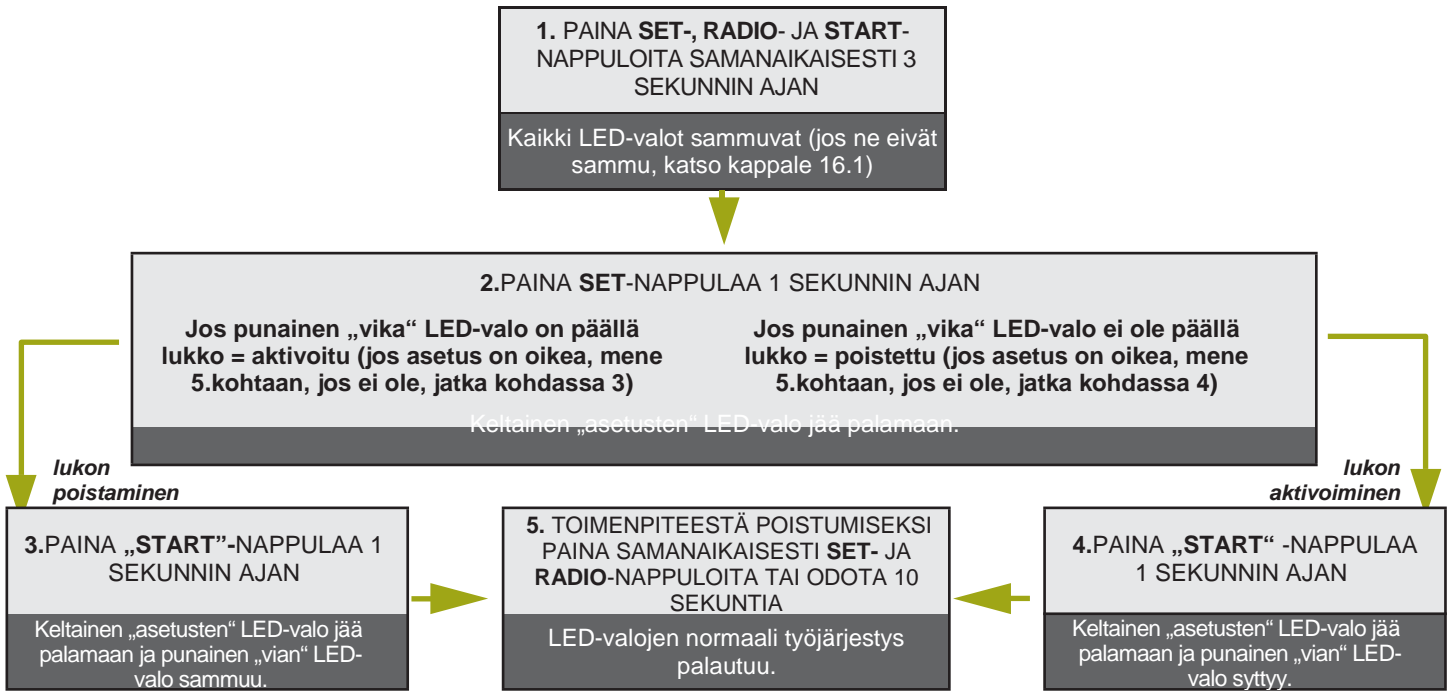 1. PAINA SET-, RADIO- JA START-
NAPPULOITA SAMANAIKAISESTI 3
SEKUNNIN AJAN
Kaikki LED-valot sammuvat (jos ne eivät
sammu, katso kappale 16.1)
2.PAINA SET-NAPPULAA 1 SEKUNNIN AJAN
Jos punainen „vika“ LED-valo on päällä
lukko = aktivoitu (jos asetus on oikea, mene
5.kohtaan, jos ei ole, jatka kohdassa 3)
Jos punainen „vika“ LED-valo ei ole päällä
lukko = poistettu (jos asetus on oikea, mene
5.kohtaan, jos ei ole, jatka kohdassa 4)
Keltainen „asetusten“ LED-valo jää palamaan.
lukon
poistaminen
lukon
aktivoiminen
3.PAINA „START”-NAPPULAA 1
SEKUNNIN AJAN
Keltainen „asetusten“ LED-valo jää
palamaan ja punainen „vian“ LED-
valo sammuu.
5. TOIMENPITEESTÄ POISTUMISEKSI
PAINA SAMANAIKAISESTI SET- JA
RADIO-NAPPULOITA TAI ODOTA 10
SEKUNTIA
LED-valojen normaali työjärjestys
palautuu.
4.PAINA „START“ -NAPPULAA
1 SEKUNNIN AJAN
Keltainen „asetusten“ LED-valo jää
palamaan ja punainen „vian“ LED-
valo syttyy.